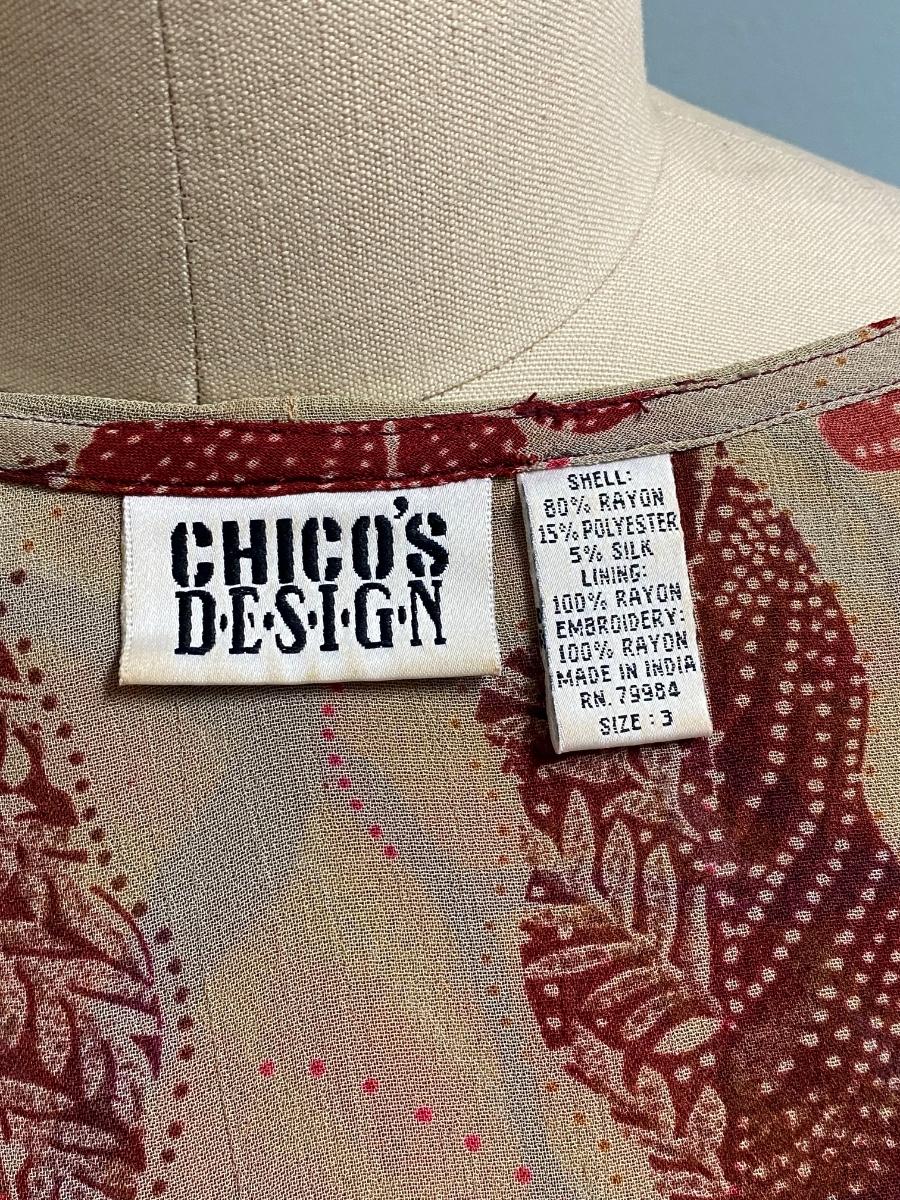 CHICO'S
D·E·S·I·G·N
SHELL:
80% RAYON
15% POLYESTER
5% SILK
LINING:
100% RAYON
EMBROIDERY:
100% RAYON
MADE IN INDIA
RN. 79984
SIZE : 3